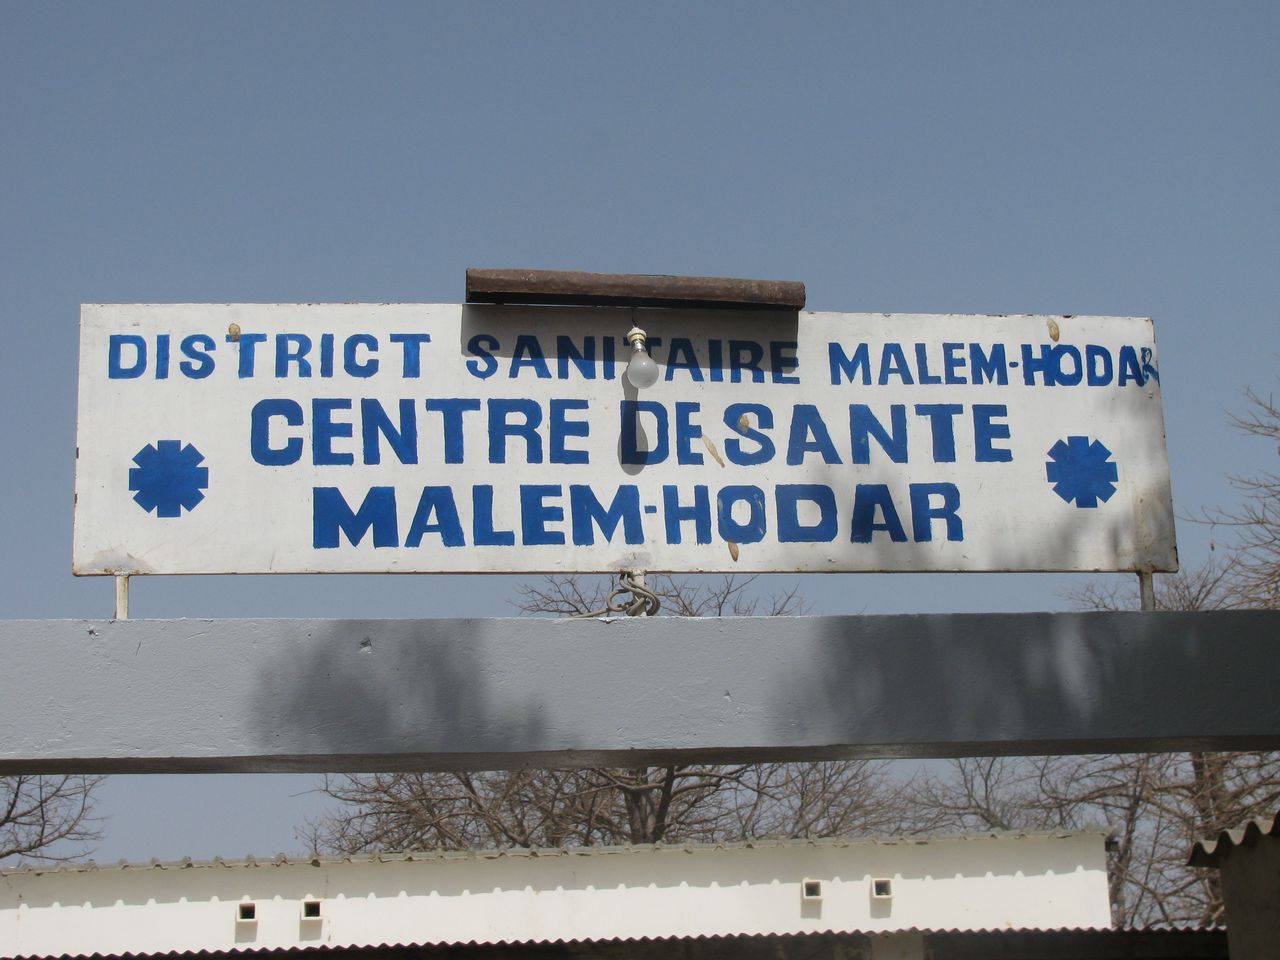 DISTRICT SANITAIRE MALEM-HODAR
CENTRE DE SANTE
MALEM-HODAR